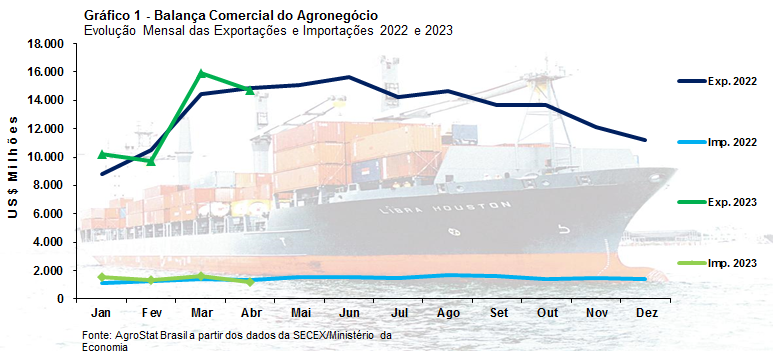 Gráfico 1 - Balança Comercial do Agronegócio
Evolução Mensal das Exportações e Importações 2022 e 2023
US$ Milhões
18.000
16.000
14.000
12.000
10.000
8.000
6.000
4.000
2.000
0
Jan Fev Mar Abr Mai Jun Jul Ago Set Out Nov Dez
Exp. 2022
Imp. 2022
Exp. 2023
Imp. 2023
LIBRA HOUSTON
Fonte: AgroStat Brasil a partir dos dados da SECEX/Ministério da
Economia